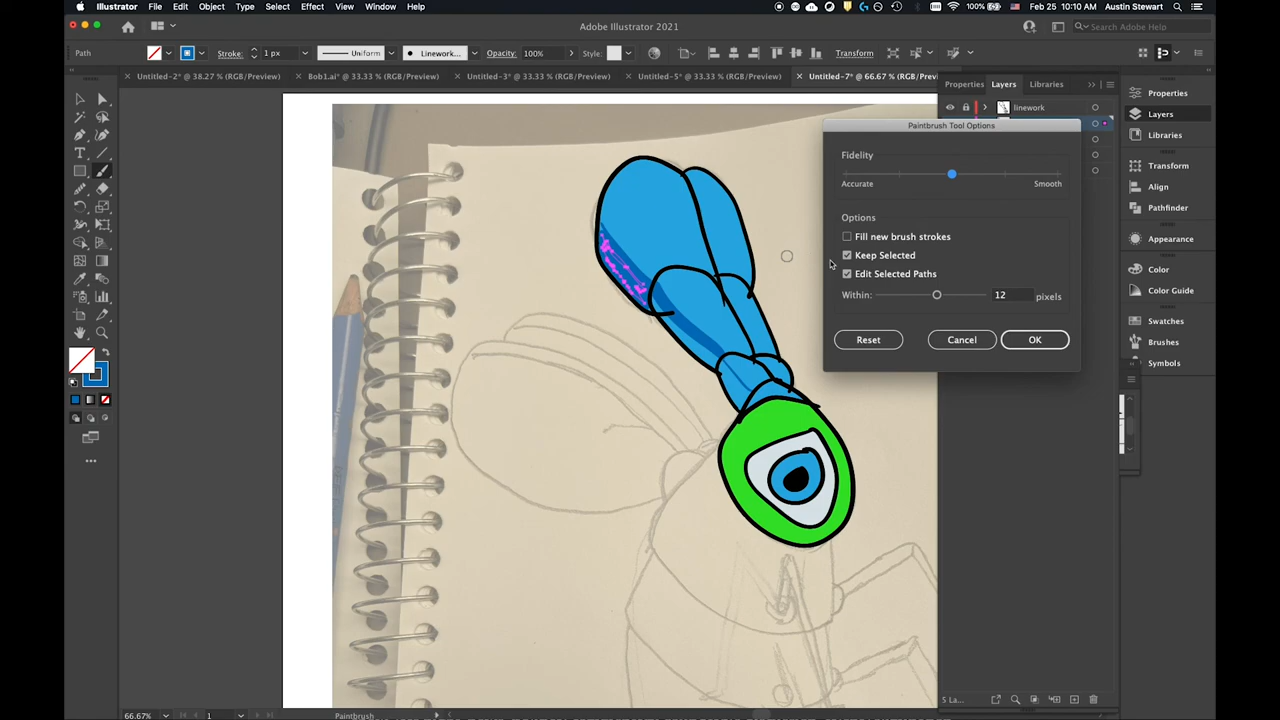 Illustrator File Edit Object Type Select Effect View Window Help 100% Feb 25 10:10 AM Austin Stewart
Adobe Illustrator 2021 Search Adobe Help
Path Stroke: 1 px Uniform Linework... Opacity: 100% Style: Transform
Untitled-2* @ 38.27 % (RGB/Preview) Bob1.ai* @ 33.33 % (RGB/Preview) Untitled-3* @ 33.33 % (RGB/Preview) Untitled-5* @ 33.33 % (RGB/Preview) Untitled-7* @ 66.67 % (RGB/Previ
Properties Layers Libraries
linework
Properties
Layers
Libraries
Transform
Align
Pathfinder
Appearance
Color
Color Guide
Swatches
Brushes
Symbols
Paintbrush Tool Options
Fidelity
Accurate Smooth
Options
Fill new brush strokes
Keep Selected
Edit Selected Paths
Within: 12 pixels
Reset Cancel OK
5 La...
66.67% 1 Paintbrush